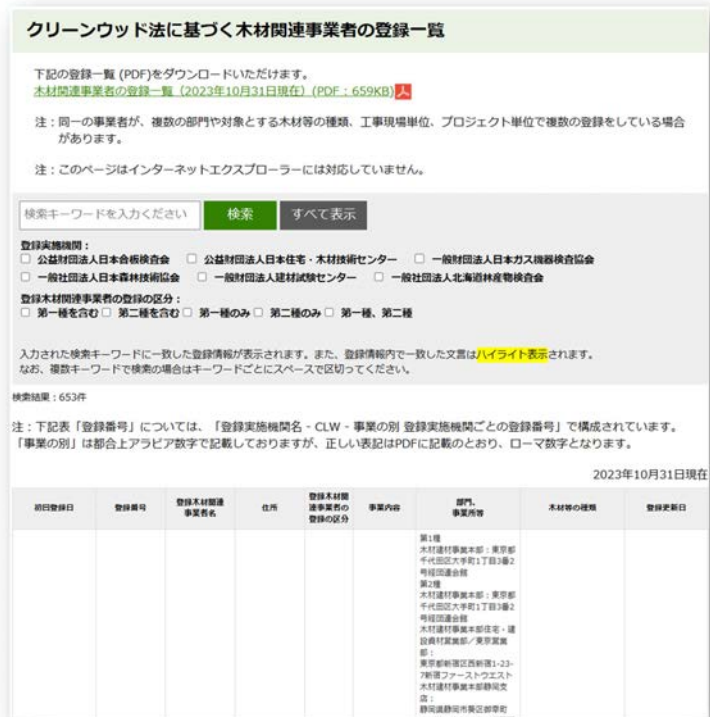 クリーンウッド法に基づく木材関連事業者の登録一覧
下記の登録一覧 (PDF)をダウンロードいただけます。
木材関連事業者の登録一覧（2023年10月31日現在）(PDF：659KB)
注：同一の事業者が、複数の部門や対象とする木材等の種類、工事現場単位、プロジェクト単位で複数の登録をしている場合
があります。
注：このページはインターネットエクスプローラーには対応していません。
検索キーワードを入力ください 検索 すべて表示
登録実施機関：
公益財団法人日本合板検査会 公益財団法人日本住宅・木材技術センター 一般財団法人日本ガス機器検査協会
一般社団法人日本森林技術協会 一般財団法人建材試験センター 一般社団法人北海道林産物検査会
登録木材関連事業者の登録の区分：
第一種を含む 第二種を含む 第一種のみ 第二種のみ 第一種、第二種
入力された検索キーワードに一致した登録情報が表示されます。また、登録情報内で一致した文言はハイライト表示されます。
なお、複数キーワードで検索の場合はキーワードごとにスペースで区切ってください。
検索結果：653件
注：下記表「登録番号」については、「登録実施機関名 - CLW - 事業の別 登録実施機関ごとの登録番号」で構成されています。
「事業の別」は都合上アラビア数字で記載しておりますが、正しい表記はPDFに記載のとおり、ローマ数字となります。
2023年10月31日現在
初回登録日 登録番号 登録木材関連事業者名 住所 登録木材関連事業者の登録の区分 事業内容 部門、事業所等 木材等の種類 登録更新日
第1種
木材建材事業本部：東京都
千代田区大手町1丁目3番2
号経団連会館
第2種
木材建材事業本部：東京都
千代田区大手町1丁目3番2
号経団連会館
木材建材事業本部住宅・建
設資材営業部／東京営業
部：
東京都新宿区西新宿1-23-
7新宿ファーストウエスト
木材建材事業本部静岡支
店：
静岡県静岡市葵区御幸町